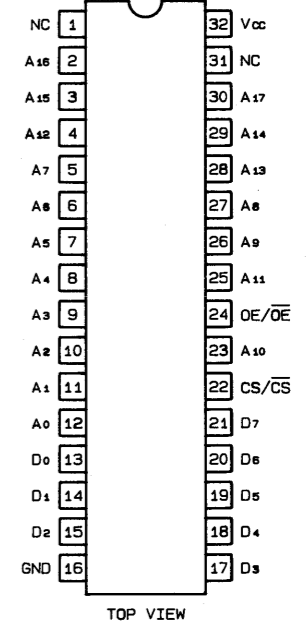 NC 1 32 Vcc
A16 2 31 NC
A15 3 30 A17
A12 4 29 A14
A7 5 28 A13
A6 6 27 A8
A5 7 26 A9
A4 8 25 A11
A3 9 24 OE/O̅E̅
A2 10 23 A10
A1 11 22 CS/C̅S̅
A0 12 21 D7
D0 13 20 D6
D1 14 19 D5
D2 15 18 D4
GND 16 17 D3
TOP VIEW